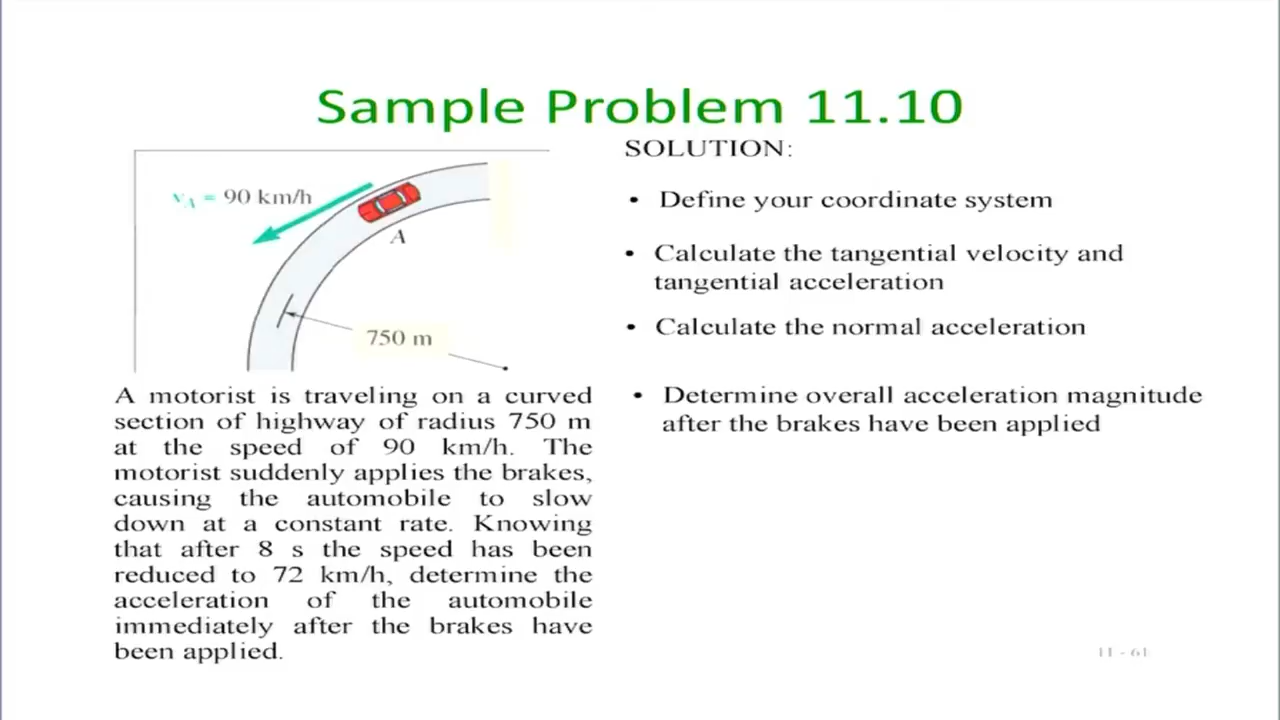 Sample Problem 11.10
v_A = 90 km/h
A
750 m
A motorist is traveling on a curved
section of highway of radius 750 m
at the speed of 90 km/h. The
motorist suddenly applies the brakes,
causing the automobile to slow
down at a constant rate. Knowing
that after 8 s the speed has been
reduced to 72 km/h, determine the
acceleration of the automobile
immediately after the brakes have
been applied.
SOLUTION:
• Define your coordinate system
• Calculate the tangential velocity and
tangential acceleration
• Calculate the normal acceleration
• Determine overall acceleration magnitude
after the brakes have been applied
11 - 61